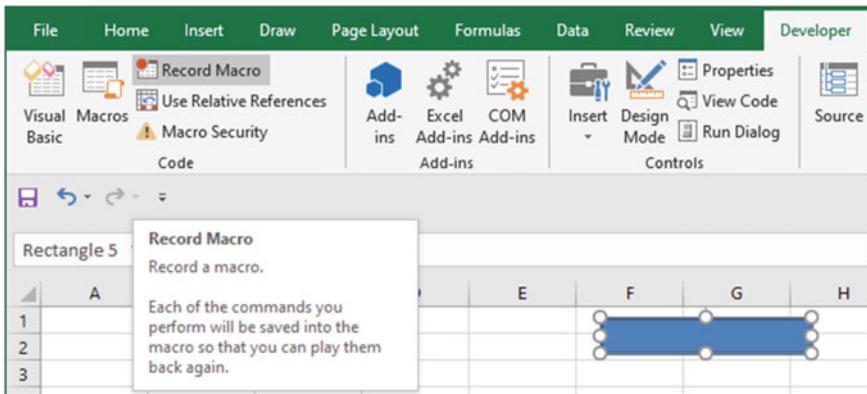 File Home Insert Draw Page Layout Formulas Data Review View Developer
Record Macro
Use Relative References
Macro Security
Visual Basic
Macros
Code
Add-ins
Excel Add-ins
COM Add-ins
Add-ins
Insert
Design Mode
Properties
View Code
Run Dialog
Controls
Source
Rectangle 5
Record Macro
Record a macro.
Each of the commands you
perform will be saved into the
macro so that you can play them
back again.
A E F G H
1
2
3